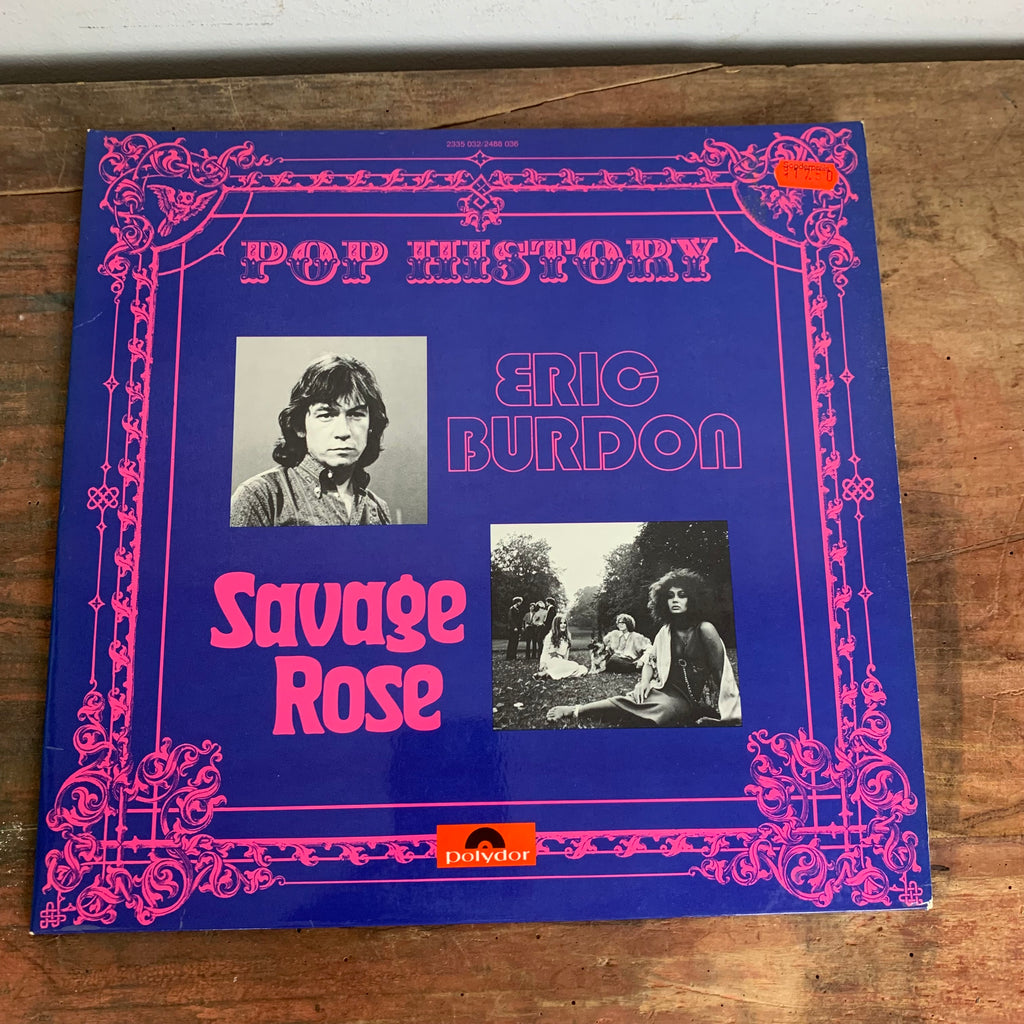 2335 032/2488 036
POP HISTORY
ERIC
BURDON
Savage
Rose
polydor